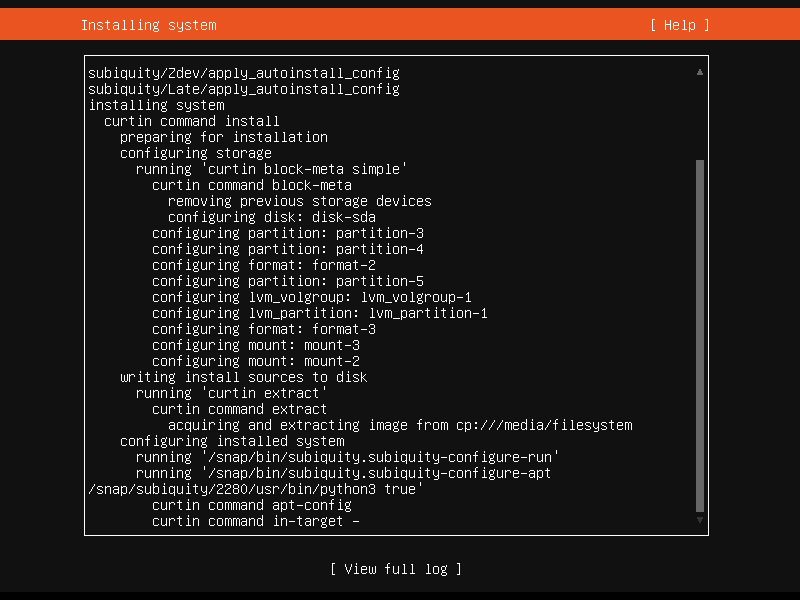 Installing system
[ Help ]
subiquity/Zdev/apply_autoinstall_config
subiquity/Late/apply_autoinstall_config
installing system
curtin command install
preparing for installation
configuring storage
running 'curtin block-meta simple'
curtin command block-meta
removing previous storage devices
configuring disk: disk-sda
configuring partition: partition-3
configuring partition: partition-4
configuring format: format-2
configuring partition: partition-5
configuring lvm_volgroup: lvm_volgroup-1
configuring lvm_partition: lvm_partition-1
configuring format: format-3
configuring mount: mount-3
configuring mount: mount-2
writing install sources to disk
running 'curtin extract'
curtin command extract
acquiring and extracting image from cp:///media/filesystem
configuring installed system
running '/snap/bin/subiquity.subiquity-configure-run'
running '/snap/bin/subiquity.subiquity-configure-apt
/snap/subiquity/2280/usr/bin/python3 true'
curtin command apt-config
curtin command in-target -
[ View full log ]